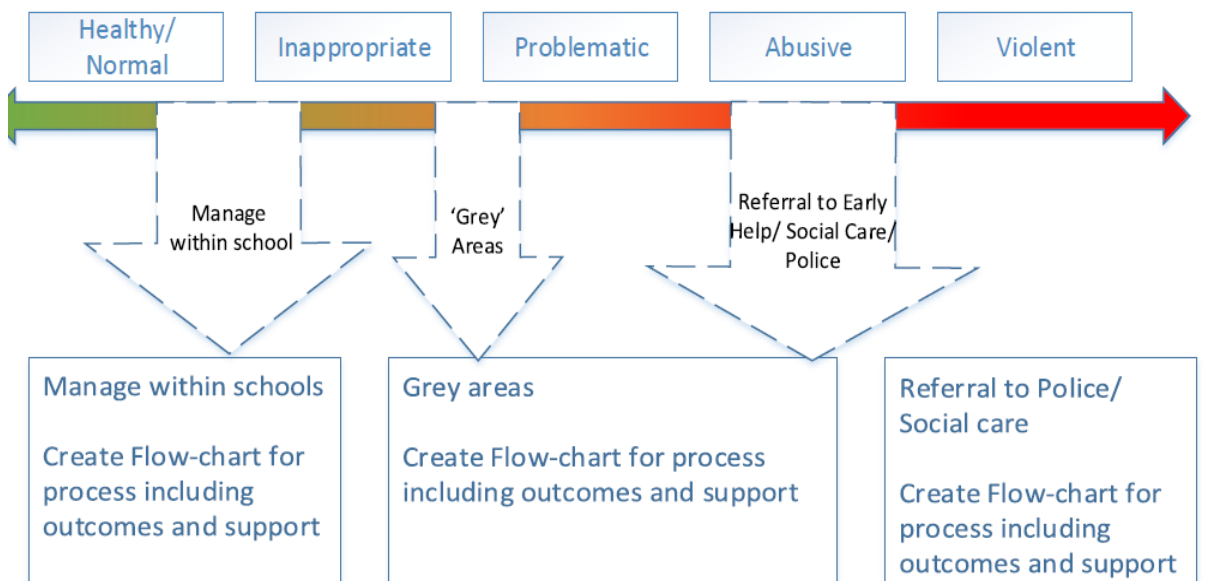 Healthy/
Normal
Inappropriate
Problematic
Abusive
Violent
Manage
within school
‘Grey’
Areas
Referral to Early
Help/ Social Care/
Police
Manage within schools
Create Flow-chart for
process including
outcomes and support
Grey areas
Create Flow-chart for process
including outcomes and support
Referral to Police/
Social care
Create Flow-chart for
process including
outcomes and support